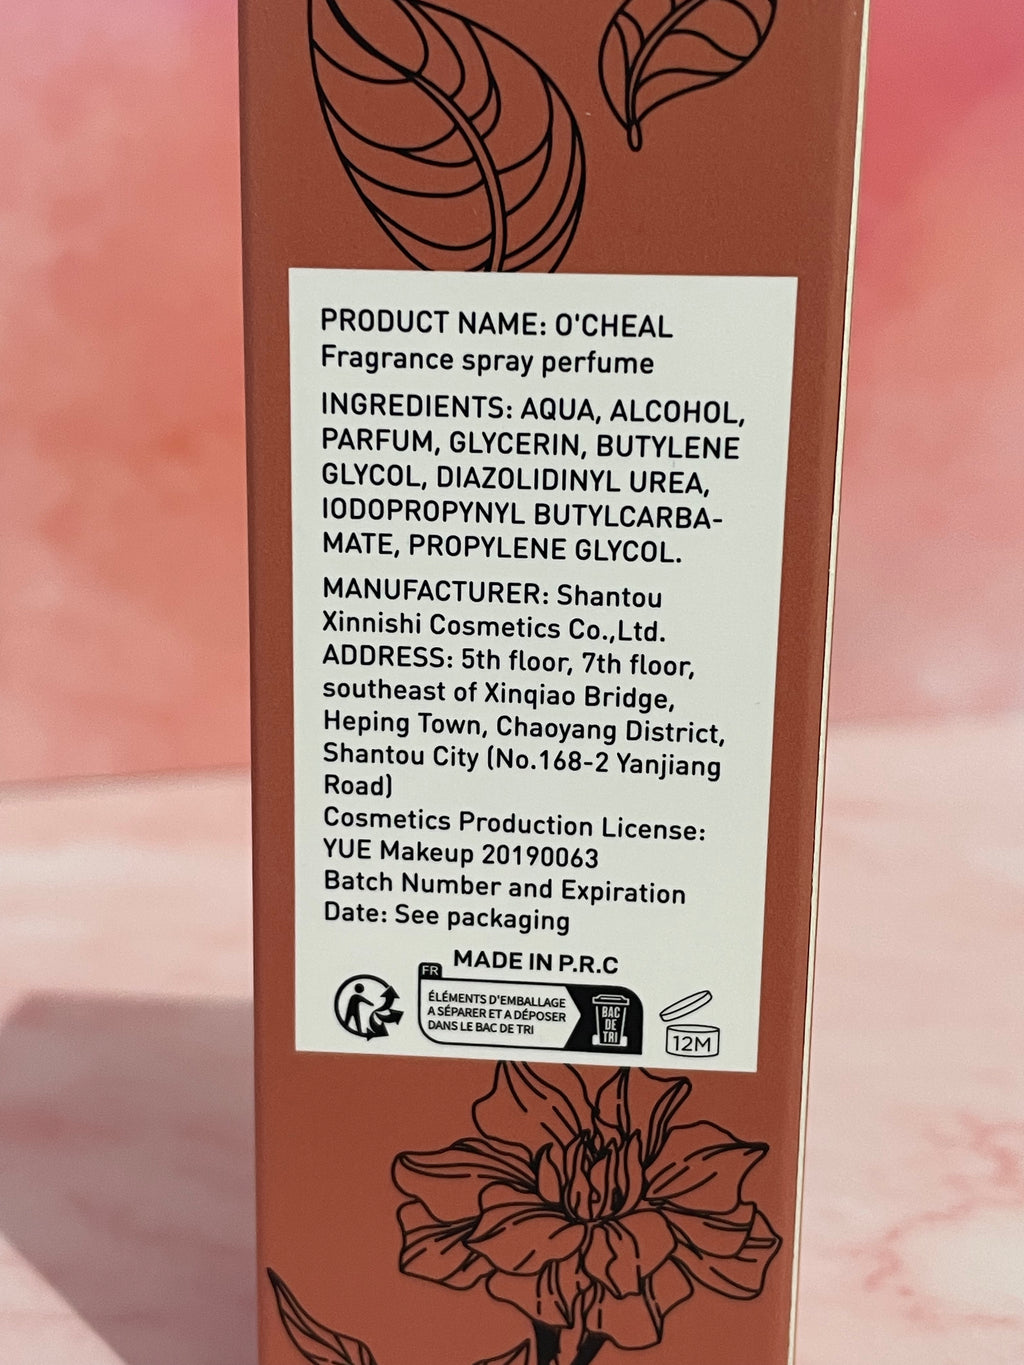 PRODUCT NAME: O'CHEAL
Fragrance spray perfume
INGREDIENTS: AQUA, ALCOHOL,
PARFUM, GLYCERIN, BUTYLENE
GLYCOL, DIAZOLIDINYL UREA,
IODOPROPYNYL BUTYLCARBA-
MATE, PROPYLENE GLYCOL.
MANUFACTURER: Shantou
Xinnishi Cosmetics Co.,Ltd.
ADDRESS: 5th floor, 7th floor,
southeast of Xinqiao Bridge,
Heping Town, Chaoyang District,
Shantou City (No.168-2 Yanjiang
Road)
Cosmetics Production License:
YUE Makeup 20190063
Batch Number and Expiration
Date: See packaging
MADE IN P.R.C
FR
ÉLÉMENTS D'EMBALLAGE
A SÉPARER ET A DÉPOSER
DANS LE BAC DE TRI
BAC
DE
TRI
12M